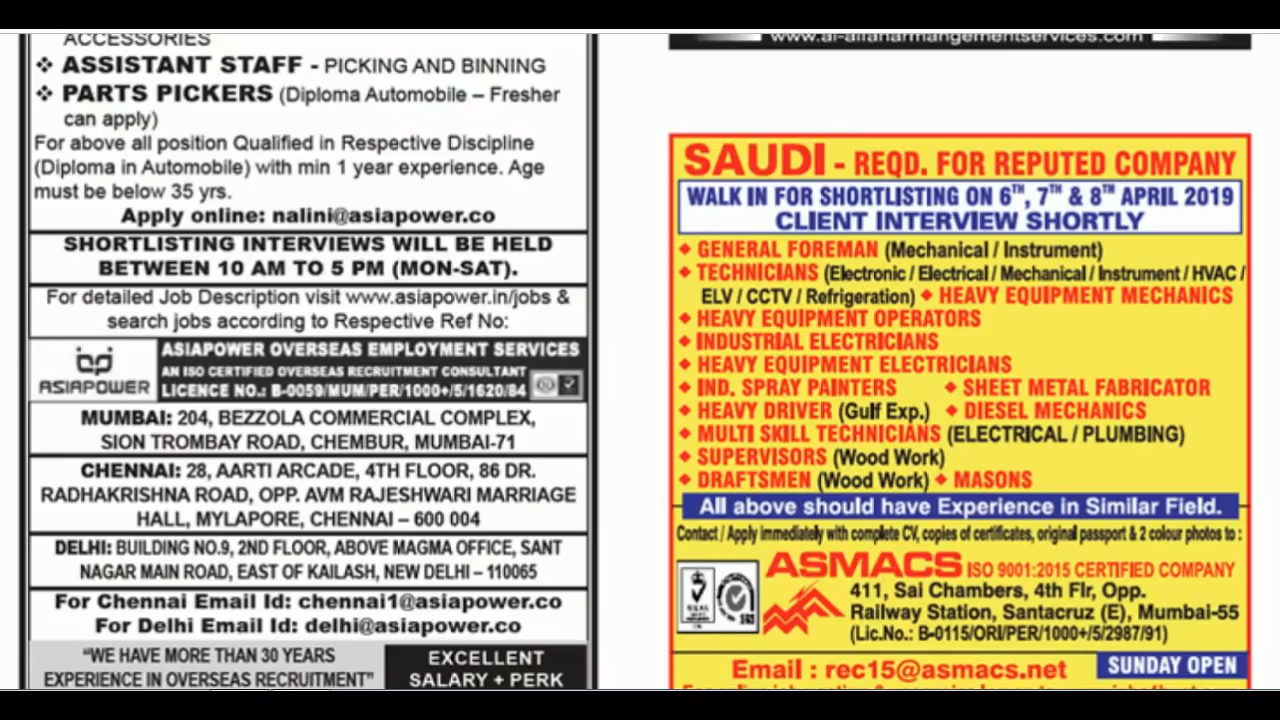 ACCESSORIES
❖ ASSISTANT STAFF - PICKING AND BINNING
❖ PARTS PICKERS (Diploma Automobile – Fresher
can apply)
For above all position Qualified in Respective Discipline
(Diploma in Automobile) with min 1 year experience. Age
must be below 35 yrs.
Apply online: nalini@asiapower.co
SHORTLISTING INTERVIEWS WILL BE HELD
BETWEEN 10 AM TO 5 PM (MON-SAT).
For detailed Job Description visit www.asiapower.in/jobs &
search jobs according to Respective Ref No:
ASIAPOWER
ASIAPOWER OVERSEAS EMPLOYMENT SERVICES
AN ISO CERTIFIED OVERSEAS RECRUITMENT CONSULTANT
LICENCE NO.: B-0059/MUM/PER/1000+/5/1620/84
MUMBAI: 204, BEZZOLA COMMERCIAL COMPLEX,
SION TROMBAY ROAD, CHEMBUR, MUMBAI-71
CHENNAI: 28, AARTI ARCADE, 4TH FLOOR, 86 DR.
RADHAKRISHNA ROAD, OPP. AVM RAJESHWARI MARRIAGE
HALL, MYLAPORE, CHENNAI – 600 004
DELHI: BUILDING NO.9, 2ND FLOOR, ABOVE MAGMA OFFICE, SANT
NAGAR MAIN ROAD, EAST OF KAILASH, NEW DELHI – 110065
For Chennai Email Id: chennai1@asiapower.co
For Delhi Email Id: delhi@asiapower.co
“WE HAVE MORE THAN 30 YEARS
EXPERIENCE IN OVERSEAS RECRUITMENT”
EXCELLENT
SALARY + PERK
SAUDI - REQD. FOR REPUTED COMPANY
WALK IN FOR SHORTLISTING ON 6TH, 7TH & 8TH APRIL 2019
CLIENT INTERVIEW SHORTLY
◆ GENERAL FOREMAN (Mechanical / Instrument)
◆ TECHNICIANS (Electronic / Electrical / Mechanical / Instrument / HVAC /
ELV / CCTV / Refrigeration) ◆ HEAVY EQUIPMENT MECHANICS
◆ HEAVY EQUIPMENT OPERATORS
◆ INDUSTRIAL ELECTRICIANS
◆ HEAVY EQUIPMENT ELECTRICIANS
◆ IND. SPRAY PAINTERS ◆ SHEET METAL FABRICATOR
◆ HEAVY DRIVER (Gulf Exp.) ◆ DIESEL MECHANICS
◆ MULTI SKILL TECHNICIANS (ELECTRICAL / PLUMBING)
◆ SUPERVISORS (Wood Work)
◆ DRAFTSMEN (Wood Work) ◆ MASONS
All above should have Experience in Similar Field.
Contact / Apply immediately with complete CV, copies of certificates, original passport & 2 colour photos to :
ASMACS ISO 9001:2015 CERTIFIED COMPANY
411, Sai Chambers, 4th Flr, Opp.
Railway Station, Santacruz (E), Mumbai-55
(Lic.No.: B-0115/ORI/PER/1000+/5/2987/91)
Email : rec15@asmacs.net
SUNDAY OPEN